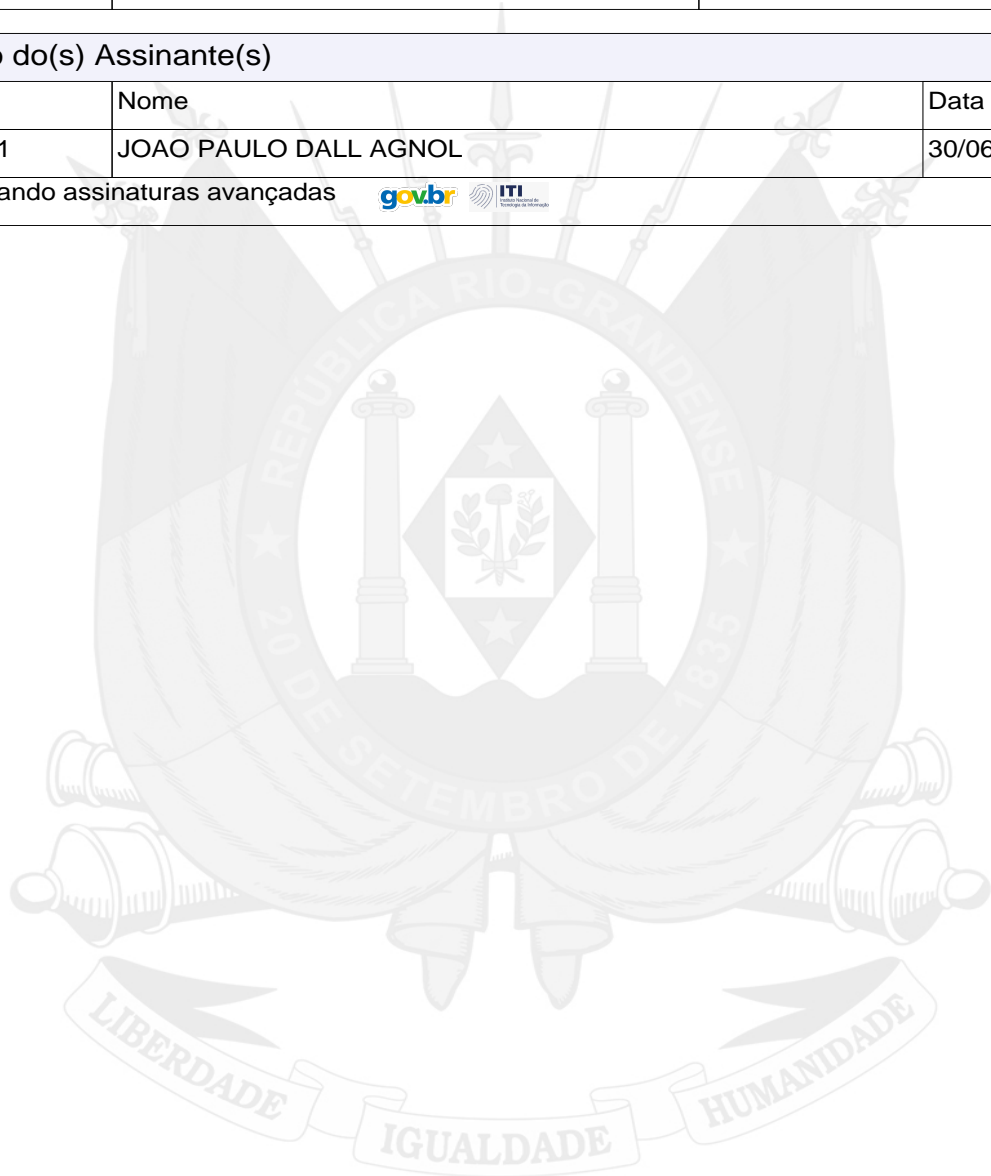 o do(s) Assinante(s)
Nome Data
1 JOAO PAULO DALL AGNOL 30/06
ando assinaturas avançadas gov.br ITI
REPÚBLICA RIO-GRANDENSE
20 DE SETEMBRO DE 1835
LIBERDADE IGUALDADE HUMANIDADE